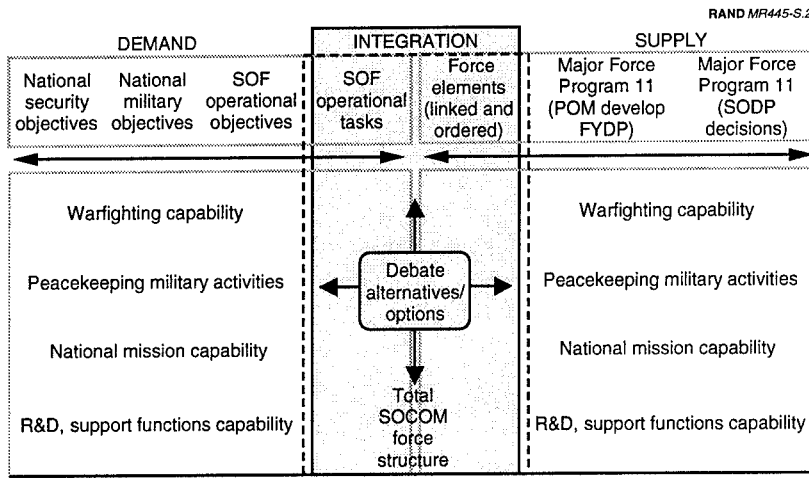 RAND MR445-S.2
DEMAND
INTEGRATION
SUPPLY
National
security
objectives
National
military
objectives
SOF
operational
objectives
SOF
operational
tasks
Force
elements
(linked and
ordered)
Major Force
Program 11
(POM develop
FYDP)
Major Force
Program 11
(SODP
decisions)
Warfighting capability
Peacekeeping military activities
National mission capability
R&D, support functions capability
Debate
alternatives/
options
Total
SOCOM
force
structure
Warfighting capability
Peacekeeping military activities
National mission capability
R&D, support functions capability